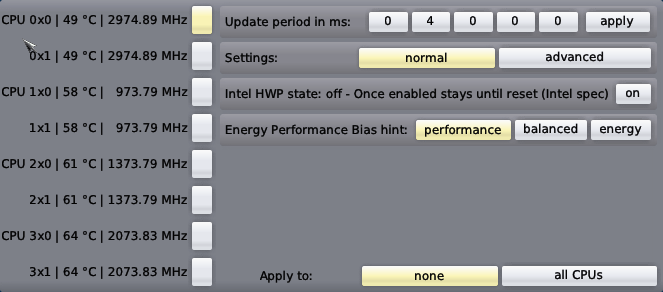 CPU 0x0 | 49 °C | 2974.89 MHz
0x1 | 49 °C | 2974.89 MHz
CPU 1x0 | 58 °C | 973.79 MHz
1x1 | 58 °C | 973.79 MHz
CPU 2x0 | 61 °C | 1373.79 MHz
2x1 | 61 °C | 1373.79 MHz
CPU 3x0 | 64 °C | 2073.83 MHz
3x1 | 64 °C | 2073.83 MHz
Update period in ms: 0 4 0 0 0 apply
Settings: normal advanced
Intel HWP state: off - Once enabled stays until reset (Intel spec) on
Energy Performance Bias hint: performance balanced energy
Apply to: none all CPUs